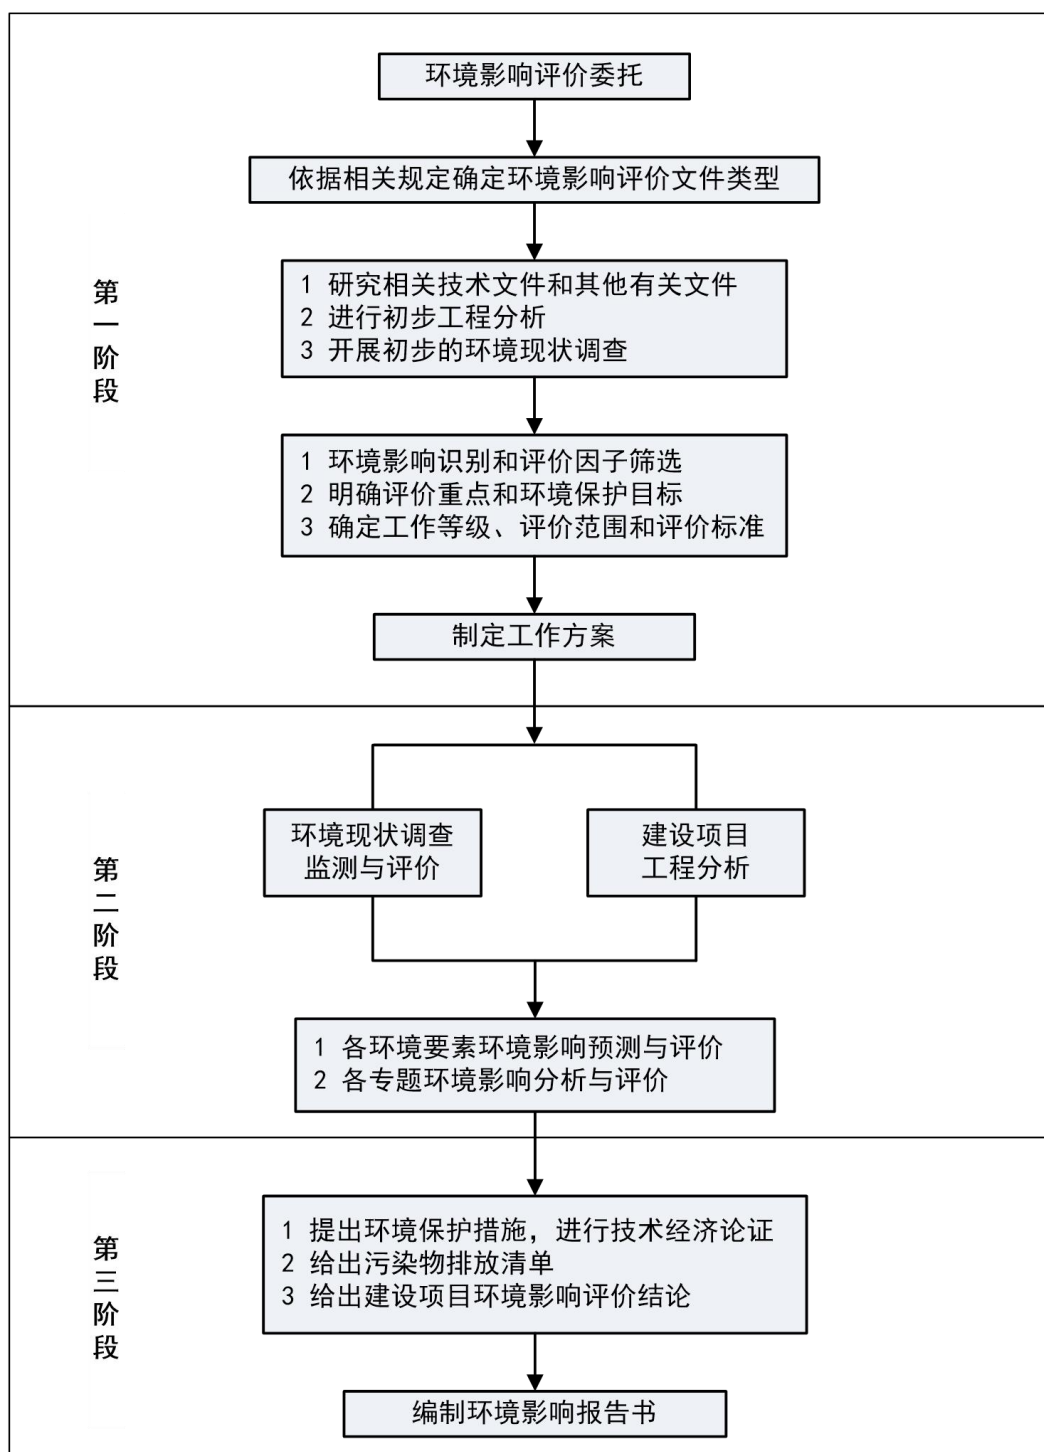 环境影响评价委托
依据相关规定确定环境影响评价文件类型
第一阶段
1 研究相关技术文件和其他有关文件
2 进行初步工程分析
3 开展初步的环境现状调查
1 环境影响识别和评价因子筛选
2 明确评价重点和环境保护目标
3 确定工作等级、评价范围和评价标准
制定工作方案
第二阶段
环境现状调查
监测与评价
建设项目
工程分析
1 各环境要素环境影响预测与评价
2 各专题环境影响分析与评价
第三阶段
1 提出环境保护措施，进行技术经济论证
2 给出污染物排放清单
3 给出建设项目环境影响评价结论
编制环境影响报告书